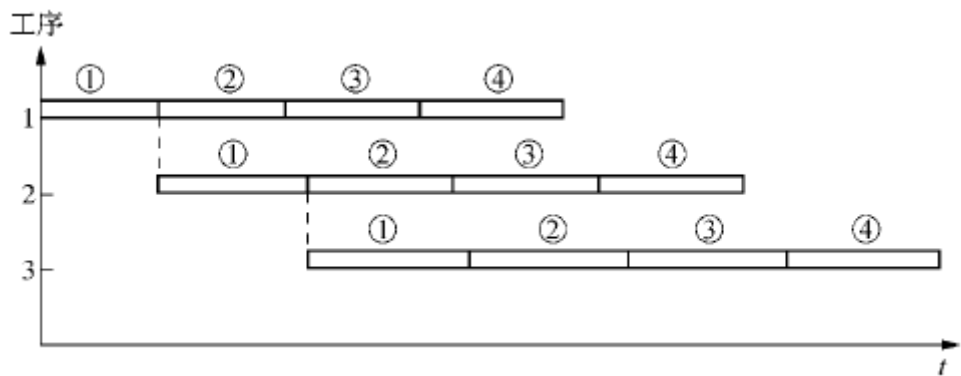 工序
① ② ③ ④
1
① ② ③ ④
2
① ② ③ ④
3
t